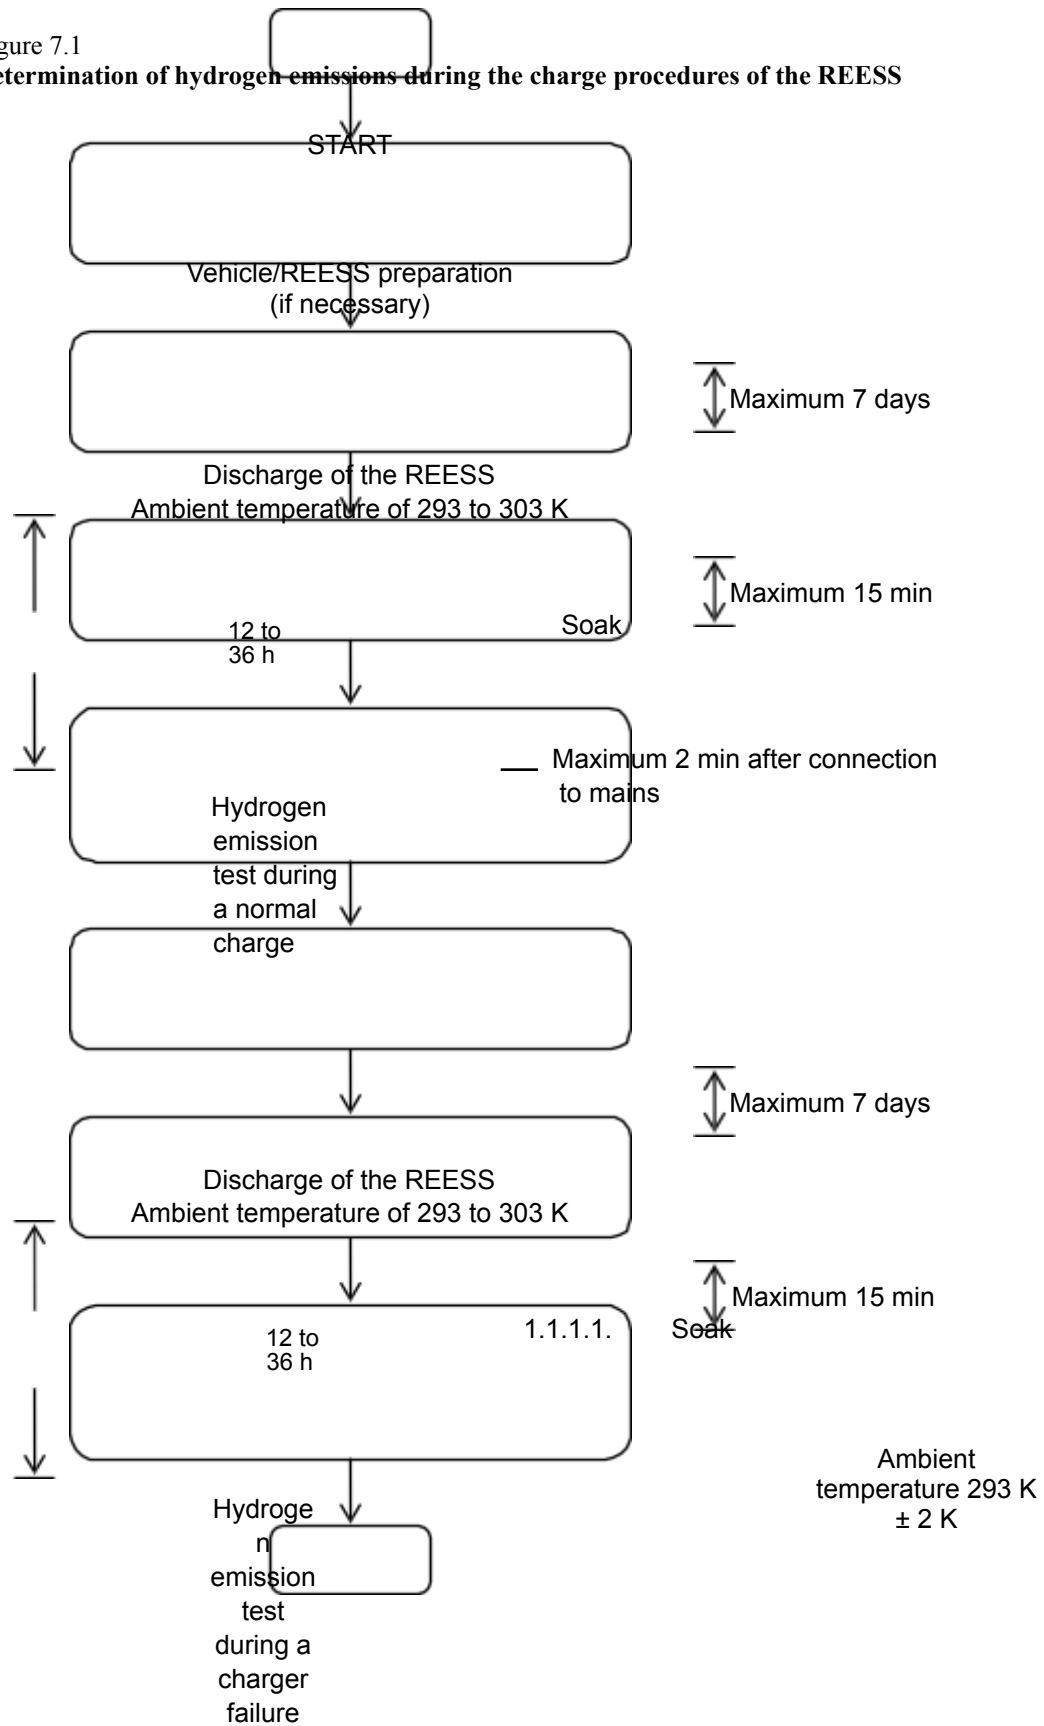 gure 7.1
etermination of hydrogen emissions during the charge procedures of the REESS
START
Vehicle/REESS preparation
(if necessary)
Maximum 7 days
Discharge of the REESS
Ambient temperature of 293 to 303 K
Maximum 15 min
Soak
12 to
36 h
Maximum 2 min after connection
to mains
Hydrogen
emission
test during
a normal
charge
Maximum 7 days
Discharge of the REESS
Ambient temperature of 293 to 303 K
Maximum 15 min
1.1.1.1. Soak
12 to
36 h
Ambient
temperature 293 K
± 2 K
Hydroge
n
emission
test
during a
charger
failure